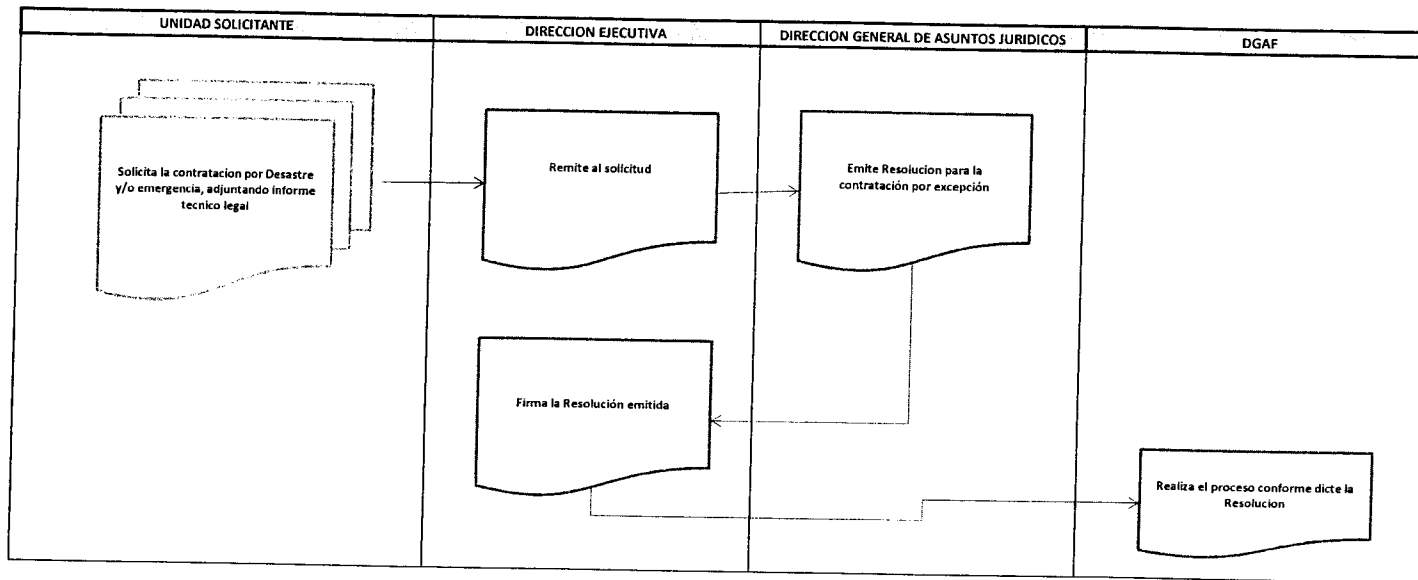 UNIDAD SOLICITANTE
DIRECCION EJECUTIVA
DIRECCION GENERAL DE ASUNTOS JURIDICOS
DGAF
Solicita la contratacion por Desastre
y/o emergencia, adjuntando informe
tecnico legal
Remite al solicitud
Emite Resolucion para la
contratación por excepción
Firma la Resolución emitida
Realiza el proceso conforme dicte la
Resolucion